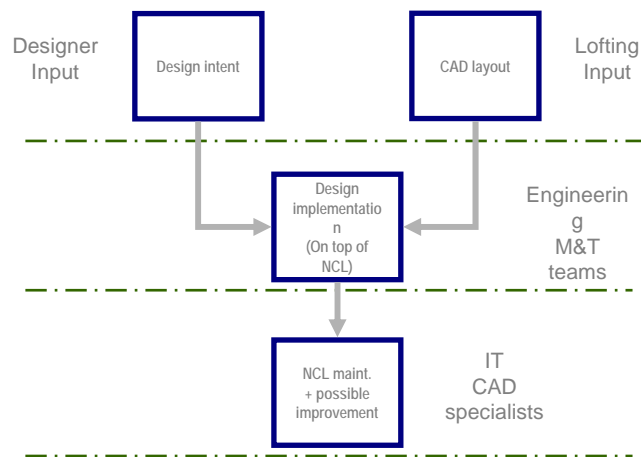 Designer
Input
Design intent
CAD layout
Lofting
Input
Design
implementatio
n
(On top of
NCL)
Engineerin
g
M&T
teams
NCL maint.
+ possible
improvement
IT
CAD
specialists